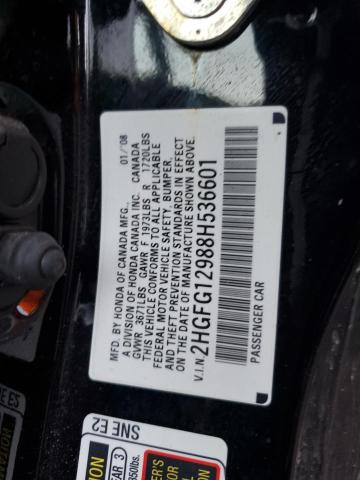 MFD. BY HONDA OF CANADA MFG., 01/'08
A DIVISION OF HONDA CANADA INC. CANADA
GVWR 3671LBS GAWR F 1973LBS R 1720LBS
THIS VEHICLE CONFORMS TO ALL APPLICABLE
FEDERAL MOTOR VEHICLE SAFETY, BUMPER,
AND THEFT PREVENTION STANDARDS IN EFFECT
ON THE DATE OF MANUFACTURE SHOWN ABOVE.
V.I.N. 2HGFG12988H536601
PASSENGER CAR
SNE E2